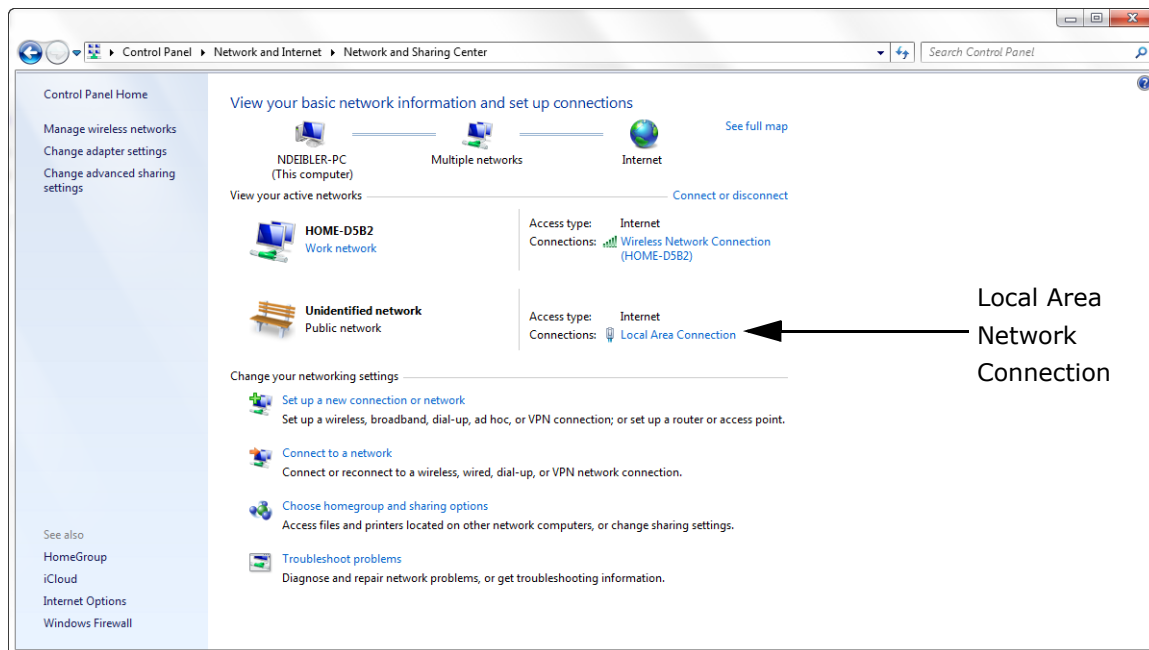 Control Panel ▸ Network and Internet ▸ Network and Sharing Center
Search Control Panel
Control Panel Home
Manage wireless networks
Change adapter settings
Change advanced sharing
settings
See also
HomeGroup
iCloud
Internet Options
Windows Firewall
View your basic network information and set up connections
NDEIBLER-PC
(This computer)
Multiple networks
Internet
See full map
View your active networks
Connect or disconnect
HOME-D5B2
Work network
Access type: Internet
Connections: Wireless Network Connection
(HOME-D5B2)
Unidentified network
Public network
Access type: Internet
Connections: Local Area Connection
Change your networking settings
Set up a new connection or network
Set up a wireless, broadband, dial-up, ad hoc, or VPN connection; or set up a router or access point.
Connect to a network
Connect or reconnect to a wireless, wired, dial-up, or VPN network connection.
Choose homegroup and sharing options
Access files and printers located on other network computers, or change sharing settings.
Troubleshoot problems
Diagnose and repair network problems, or get troubleshooting information.
Local Area
Network
Connection